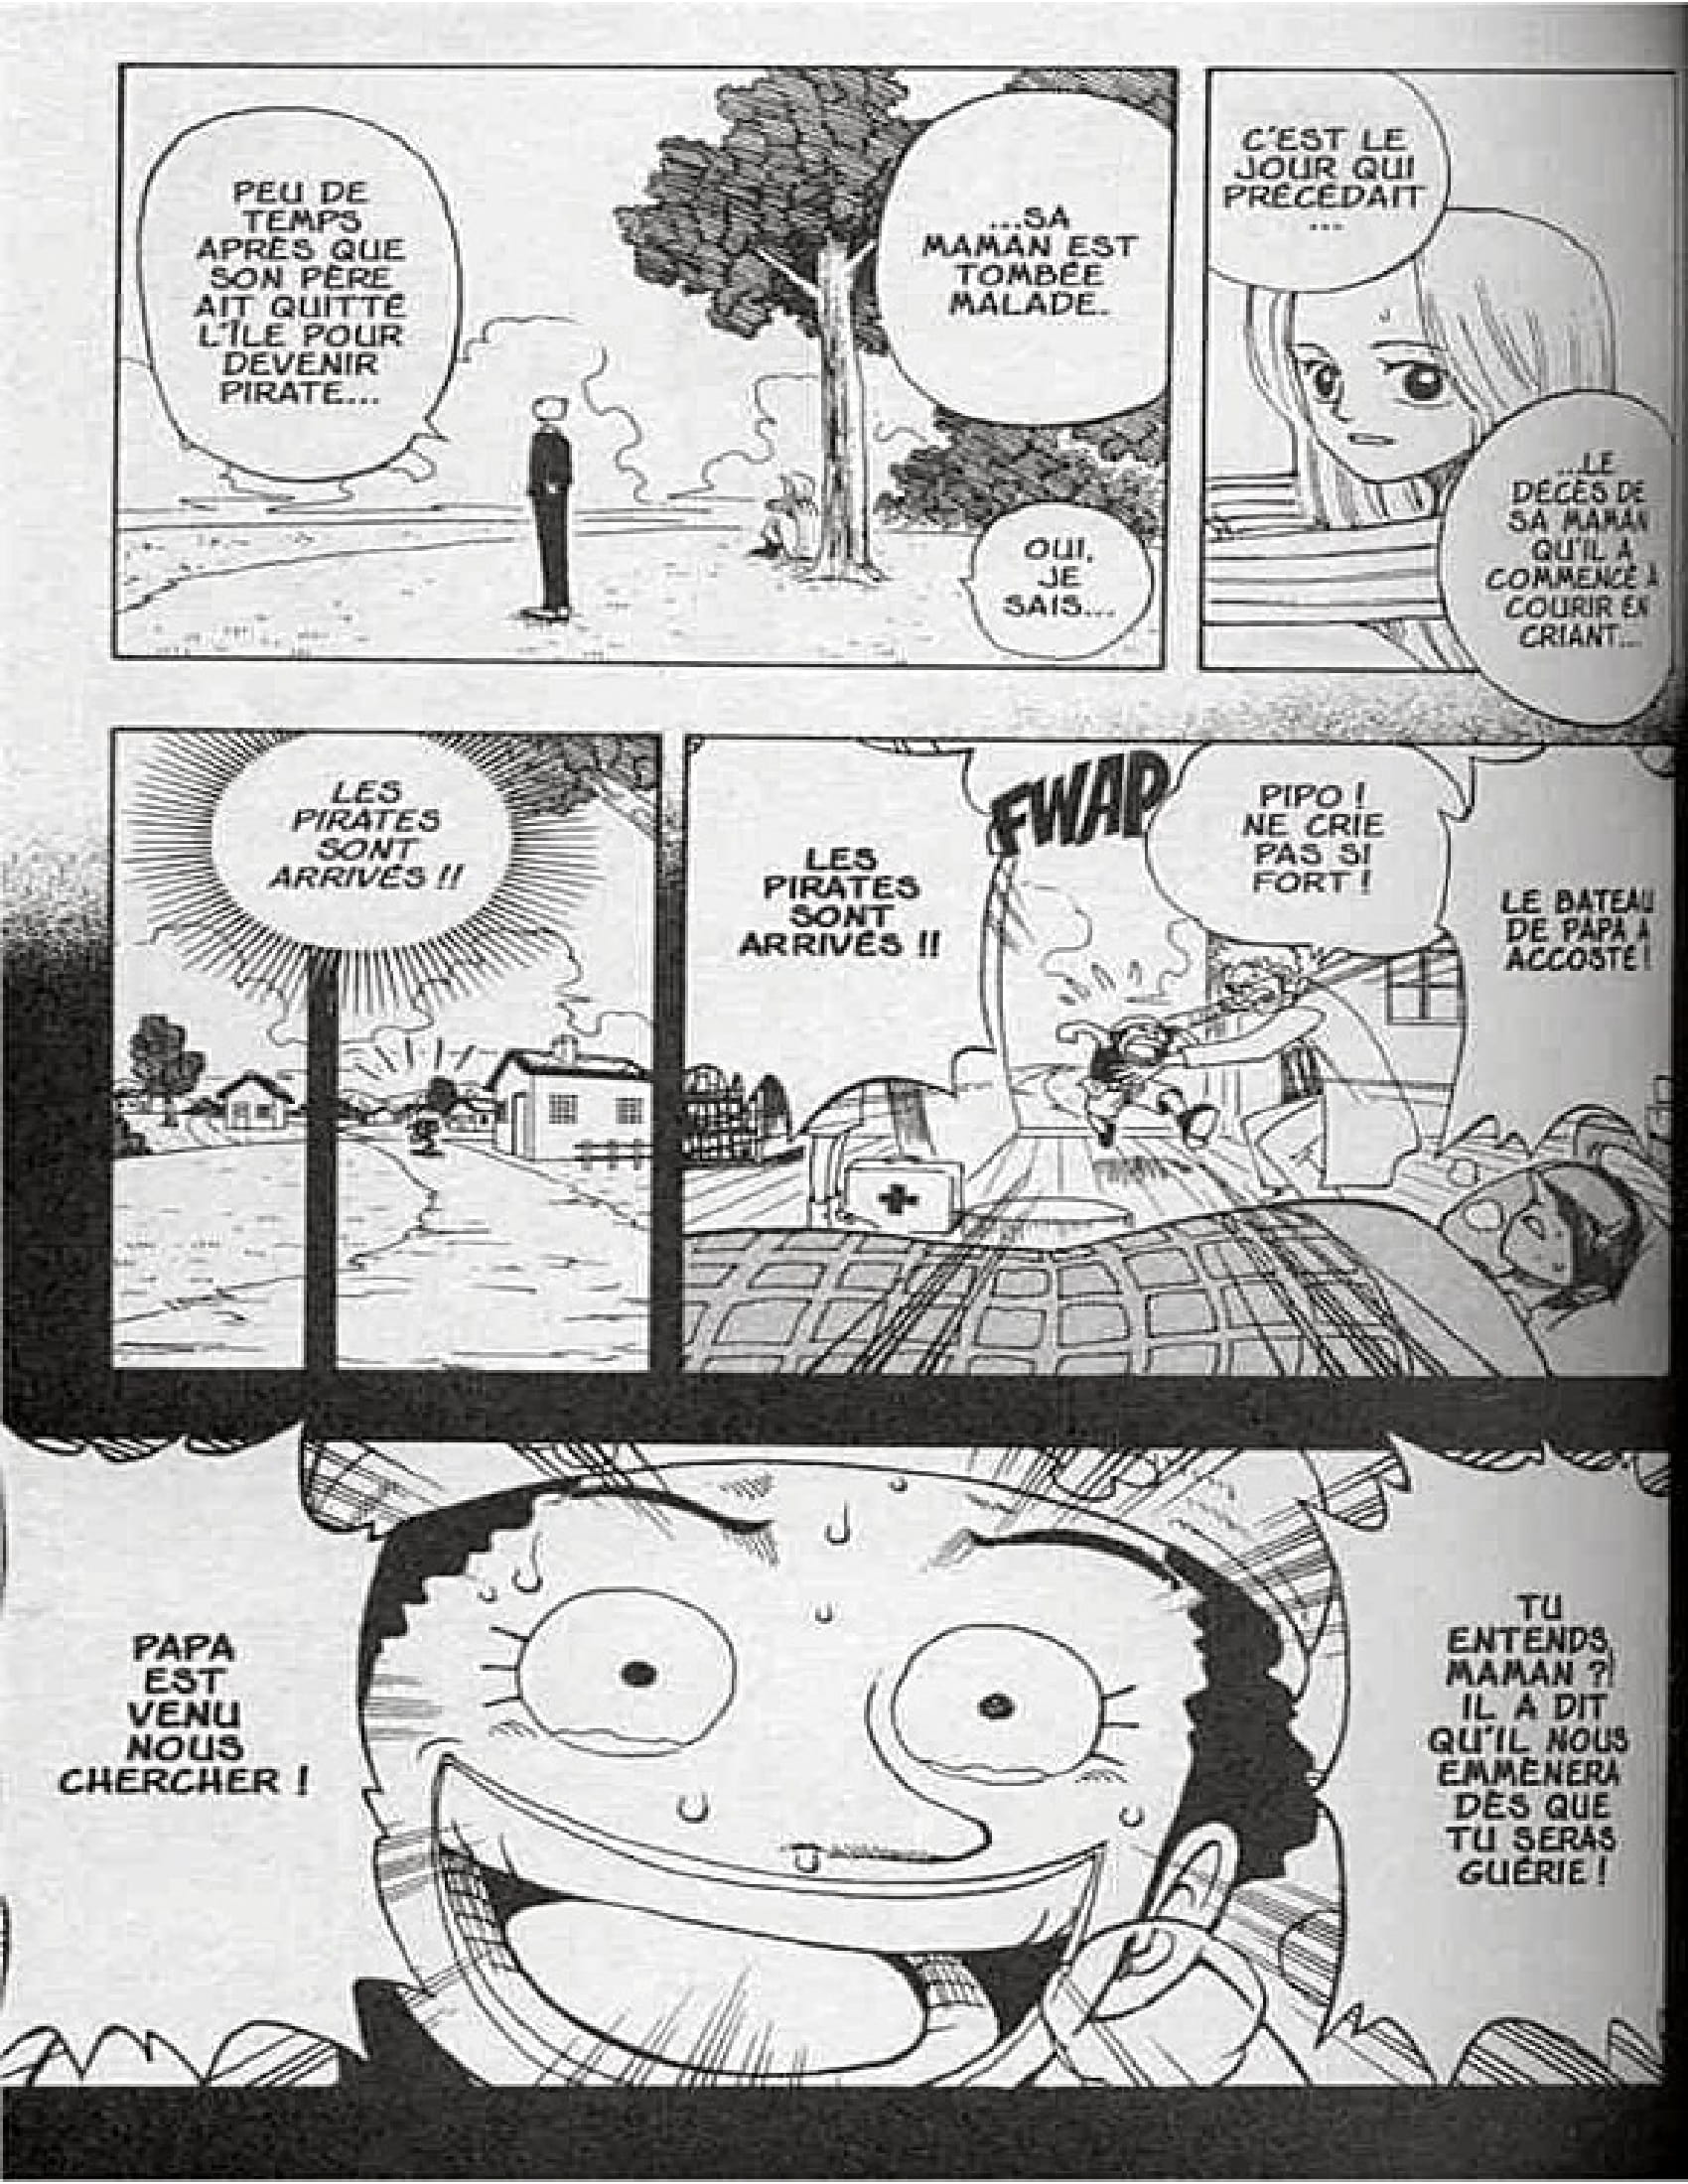 PEU DE
TEMPS
APRÈS QUE
SON PÈRE
AIT QUITTÉ
L'ÎLE POUR
DEVENIR
PIRATE...
...SA
MAMAN EST
TOMBÉE
MALADE.
OUI,
JE
SAIS...
C'EST LE
JOUR QUI
PRÉCÉDAIT
...
...LE
DÉCÈS DE
SA MAMAN
QU'IL A
COMMENCÉ À
COURIR EN
CRIANT...
LES
PIRATES
SONT
ARRIVÉS !!
LES
PIRATES
SONT
ARRIVÉS !!
FWAP
PIPO !
NE CRIE
PAS SI
FORT !
LE BATEAU
DE PAPA A
ACCOSTÉ !
PAPA
EST
VENU
NOUS
CHERCHER !
TU
ENTENDS,
MAMAN ?!
IL A DIT
QU'IL NOUS
EMMÈNERA
DÈS QUE
TU SERAS
GUÉRIE !